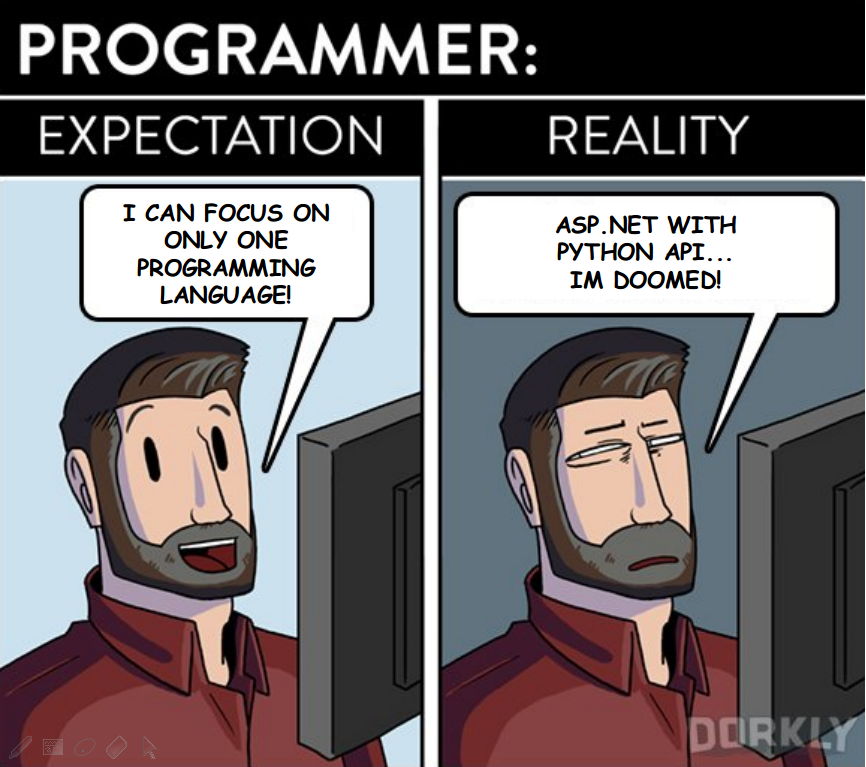 PROGRAMMER:
EXPECTATION
REALITY
I CAN FOCUS ON
ONLY ONE
PROGRAMMING
LANGUAGE!
ASP.NET WITH
PYTHON API...
IM DOOMED!
DORKLY